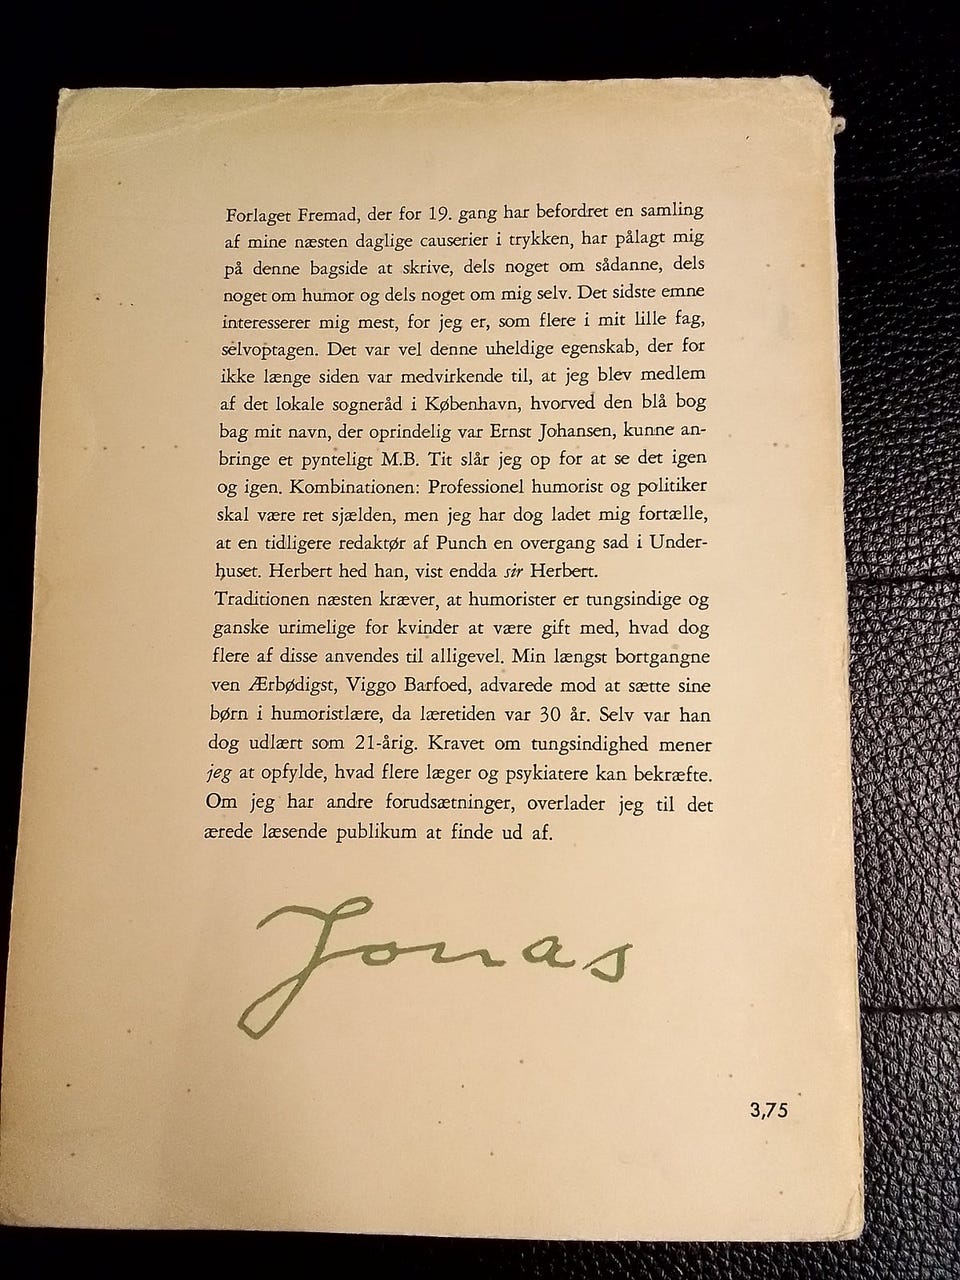 Forlaget Fremad, der for 19. gang har befordret en samling
af mine næsten daglige causerier i trykken, har pålagt mig
på denne bagside at skrive, dels noget om sådanne, dels
noget om humor og dels noget om mig selv. Det sidste emne
interesserer mig mest, for jeg er, som flere i mit lille fag,
selvoptagen. Det var vel denne uheldige egenskab, der for
ikke længe siden var medvirkende til, at jeg blev medlem
af det lokale sogneråd i København, hvorved den blå bog
bag mit navn, der oprindelig var Ernst Johansen, kunne an-
bringe et pynteligt M.B. Tit slår jeg op for at se det igen
og igen. Kombinationen: Professionel humorist og politiker
skal være ret sjælden, men jeg har dog ladet mig fortælle,
at en tidligere redaktør af Punch en overgang sad i Under-
huset. Herbert hed han, vist endda sir Herbert.
Traditionen næsten kræver, at humorister er tungsindige og
ganske urimelige for kvinder at være gift med, hvad dog
flere af disse anvendes til alligevel. Min længst bortgangne
ven Ærbødigst, Viggo Barfoed, advarede mod at sætte sine
børn i humoristlære, da læretiden var 30 år. Selv var han
dog udlært som 21-årig. Kravet om tungsindighed mener
jeg at opfylde, hvad flere læger og psykiatere kan bekræfte.
Om jeg har andre forudsætninger, overlader jeg til det
ærede læsende publikum at finde ud af.
Jonas
3,75